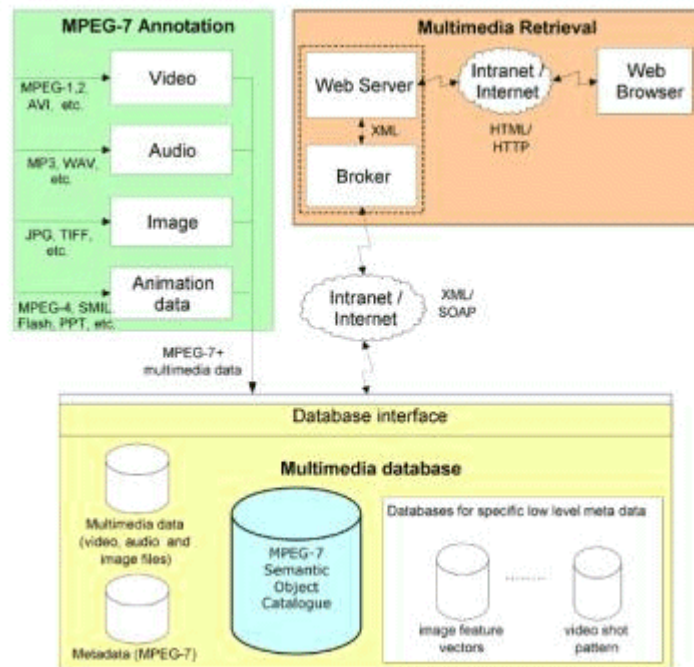 MPEG-7 Annotation
Video
MPEG-1,2,
AVI, etc.
Audio
MP3, WAV,
etc.
Image
JPG, TIFF,
etc.
Animation
data
MPEG-4, SMIL,
Flash, PPT, etc.
MPEG-7+
multimedia data
Multimedia Retrieval
Web Server
Intranet /
Internet
Web
Browser
XML
HTML/
HTTP
Broker
Intranet /
Internet
XML/
SOAP
Database interface
Multimedia database
Multimedia data
(video, audio and
image files)
Metadata (MPEG-7)
MPEG-7
Semantic
Object
Catalogue
Databases for specific low level meta data
image feature
vectors
video shot
pattern